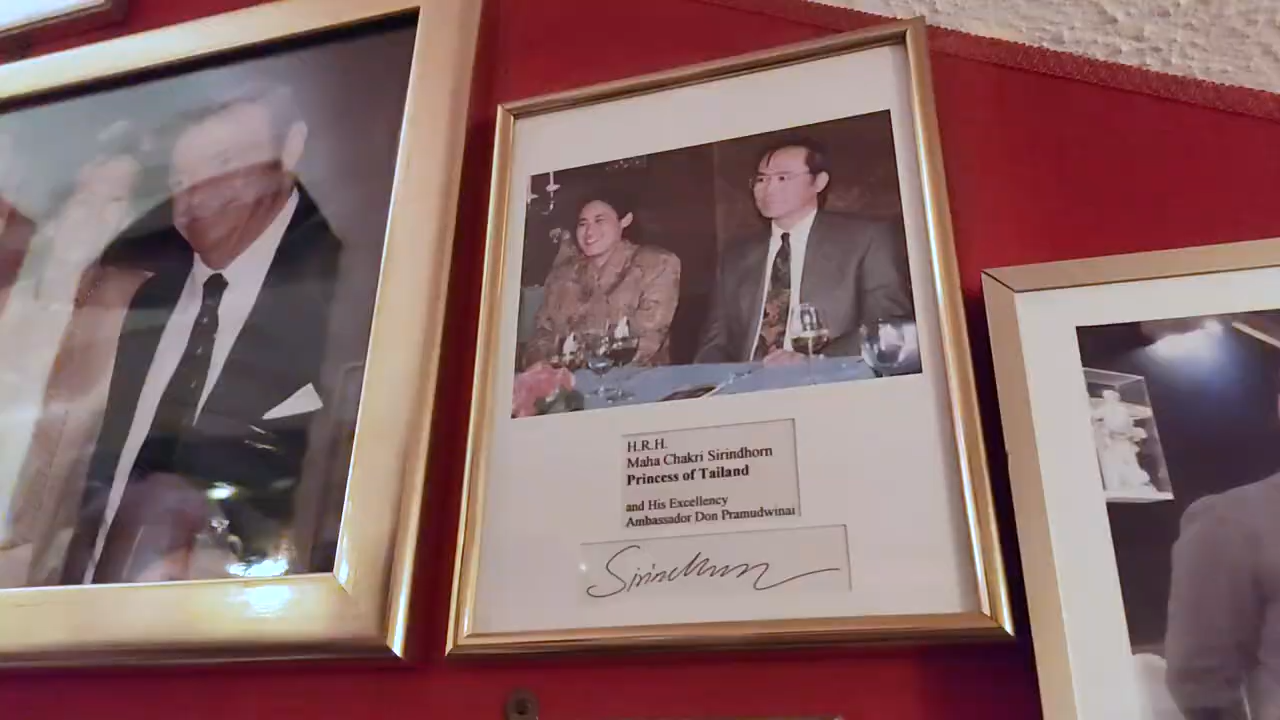 H.R.H.
Maha Chakri Sirindhorn
Princess of Tailand
and His Excellency
Ambassador Don Pramudwinai
Sirindhorn